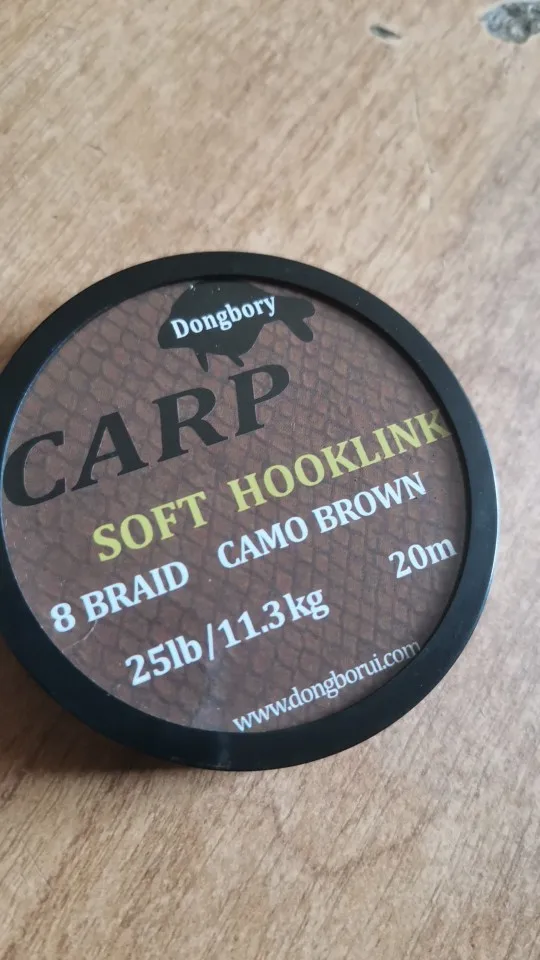 Dongbory
CARP
SOFT HOOKLINK
8 BRAID CAMO BROWN
25lb/11.3kg 20m
www.dongborui.com